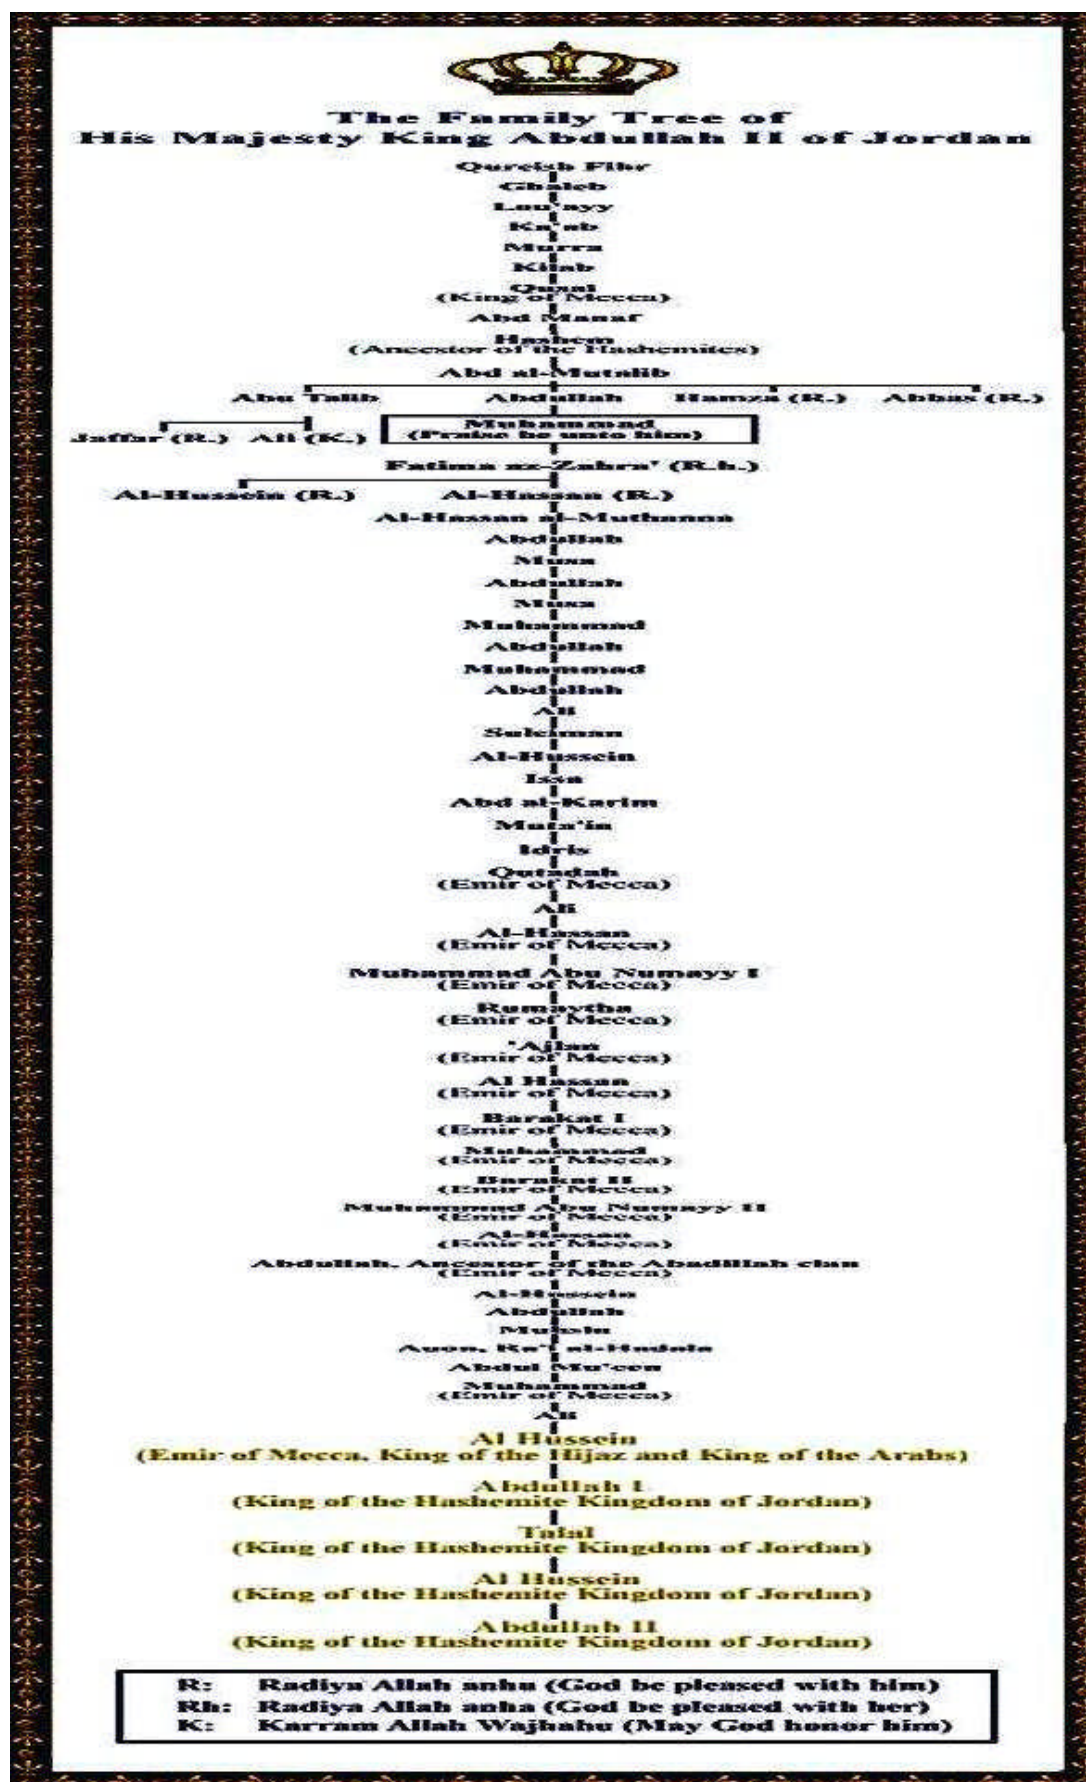 The Family Tree of
His Majesty King Abdullah II of Jordan
Qureish Fihr
Ghaleb
Lou'ayy
Ka'ab
Murra
Kilab
Qusai
(King of Mecca)
Abd Manaf
Hashem
(Ancestor of the Hashemites)
Abd al-Mutalib
Abu Talib Abdullah Hamza (R.) Abbas (R.)
Jaffar (R.) Ali (K.) Muhammad
(Praise be unto him)
Fatima az-Zahra' (R.h.)
Al-Hussein (R.) Al-Hassan (R.)
Al-Hassan al-Muthanna
Abdullah
Musa
Abdullah
Musa
Muhammad
Abdullah
Muhammad
Abdullah
Ali
Suleiman
Al-Hussein
Issa
Abd al-Karim
Muta'in
Idris
Qutadah
(Emir of Mecca)
Ali
Al-Hassan
(Emir of Mecca)
Muhammad Abu Numayy I
(Emir of Mecca)
Rumaytha
(Emir of Mecca)
'Ajlan
(Emir of Mecca)
Al Hassan
(Emir of Mecca)
Barakat I
(Emir of Mecca)
Muhammad
(Emir of Mecca)
Barakat II
(Emir of Mecca)
Muhammad Abu Numayy II
(Emir of Mecca)
Al-Hassan
(Emir of Mecca)
Abdullah, Ancestor of the Abadillah clan
(Emir of Mecca)
Al-Hussein
Abdullah
Muhsin
Auon, Ra'i al-Hadala
Abdul Mu'een
Muhammad
(Emir of Mecca)
Ali
Al Hussein
(Emir of Mecca, King of the Hijaz and King of the Arabs)
Abdullah I
(King of the Hashemite Kingdom of Jordan)
Talal
(King of the Hashemite Kingdom of Jordan)
Al Hussein
(King of the Hashemite Kingdom of Jordan)
Abdullah II
(King of the Hashemite Kingdom of Jordan)
R: Radiya Allah anhu (God be pleased with him)
Rh: Radiya Allah anha (God be pleased with her)
K: Karram Allah Wajhahu (May God honor him)